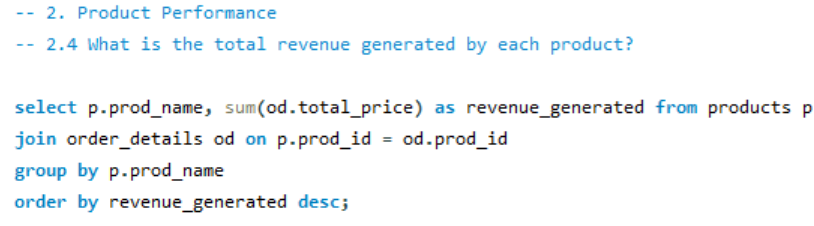 -- 2. Product Performance
-- 2.4 What is the total revenue generated by each product?
select p.prod_name, sum(od.total_price) as revenue_generated from products p
join order_details od on p.prod_id = od.prod_id
group by p.prod_name
order by revenue_generated desc;